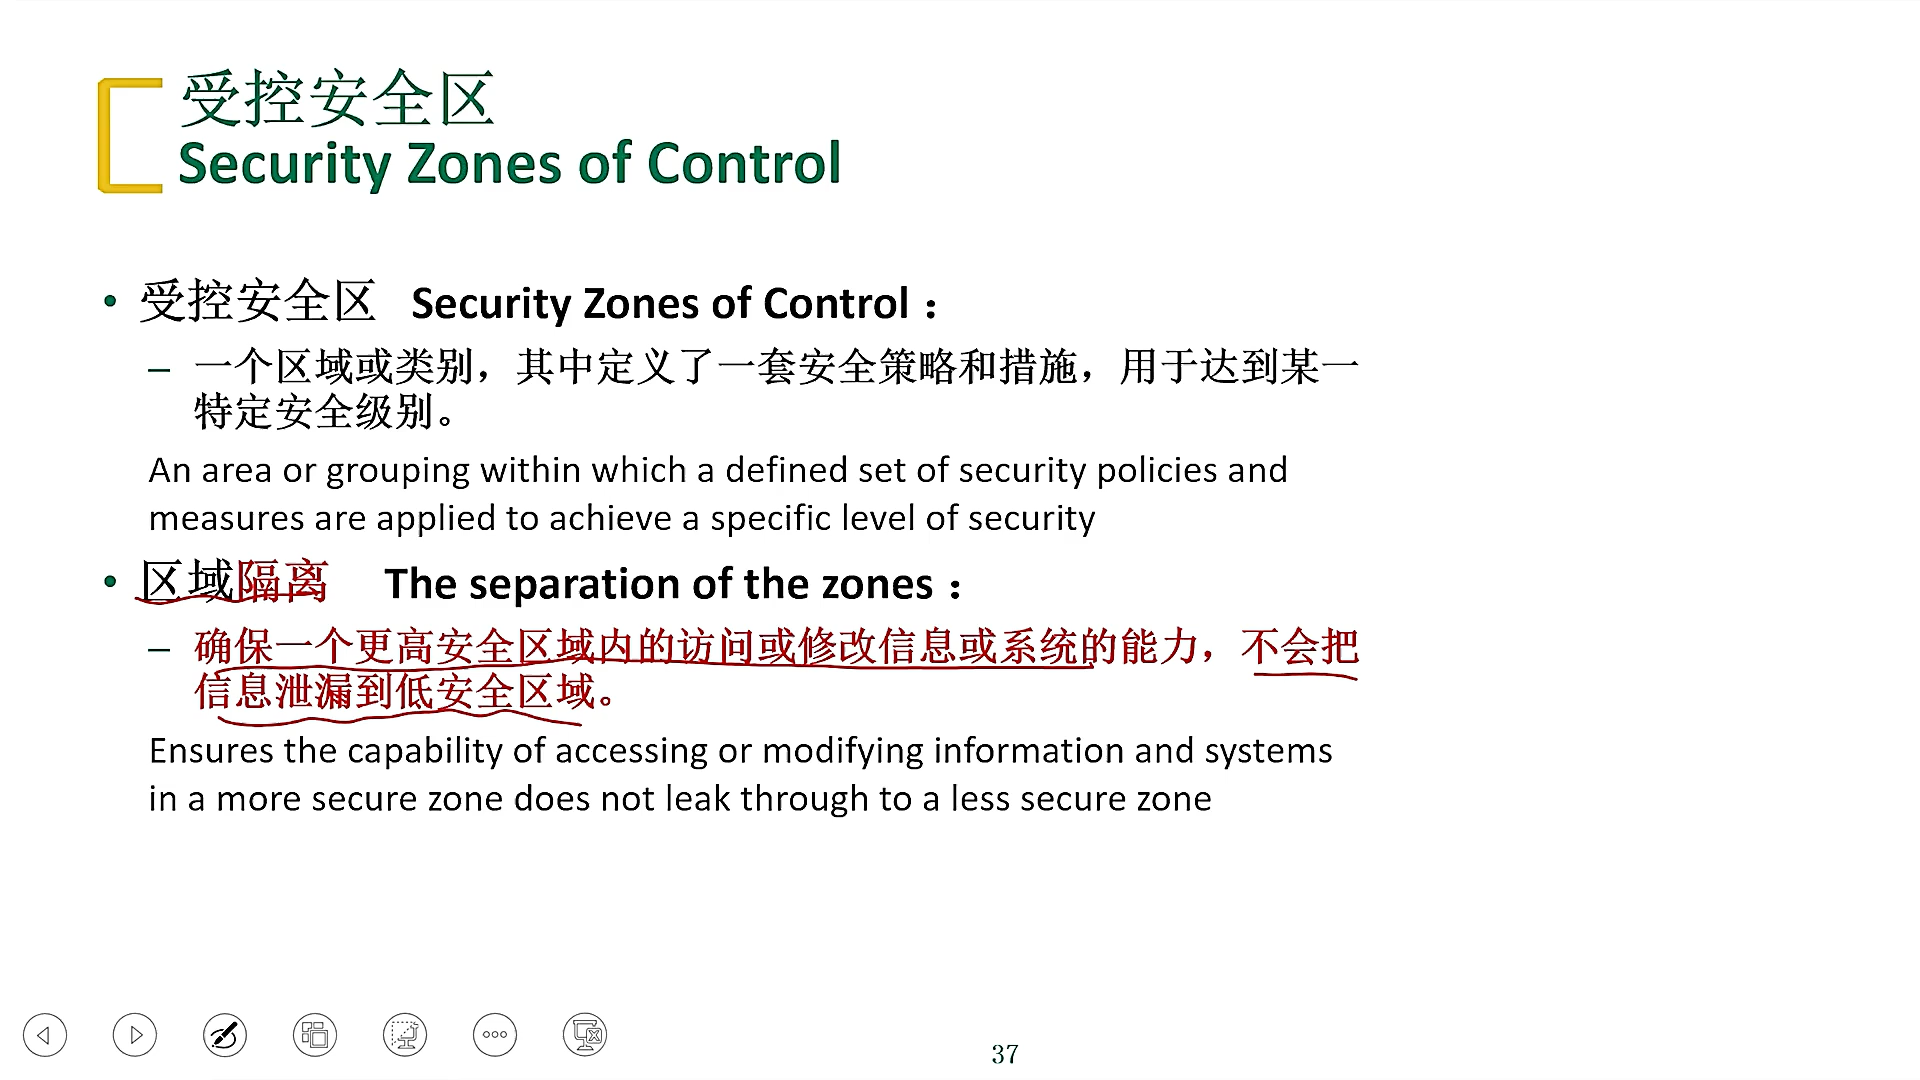 受控安全区
Security Zones of Control
• 受控安全区 Security Zones of Control：
– 一个区域或类别，其中定义了一套安全策略和措施，用于达到某一
特定安全级别。
An area or grouping within which a defined set of security policies and
measures are applied to achieve a specific level of security
• 区域隔离 The separation of the zones：
– 确保一个更高安全区域内的访问或修改信息或系统的能力，不会把
信息泄漏到低安全区域。
Ensures the capability of accessing or modifying information and systems
in a more secure zone does not leak through to a less secure zone
37